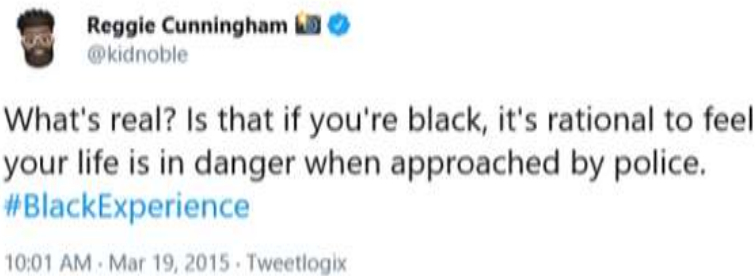 Reggie Cunningham
@kidnoble
What's real? Is that if you're black, it's rational to feel
your life is in danger when approached by police.
#BlackExperience
10:01 AM · Mar 19, 2015 · Tweetlogix